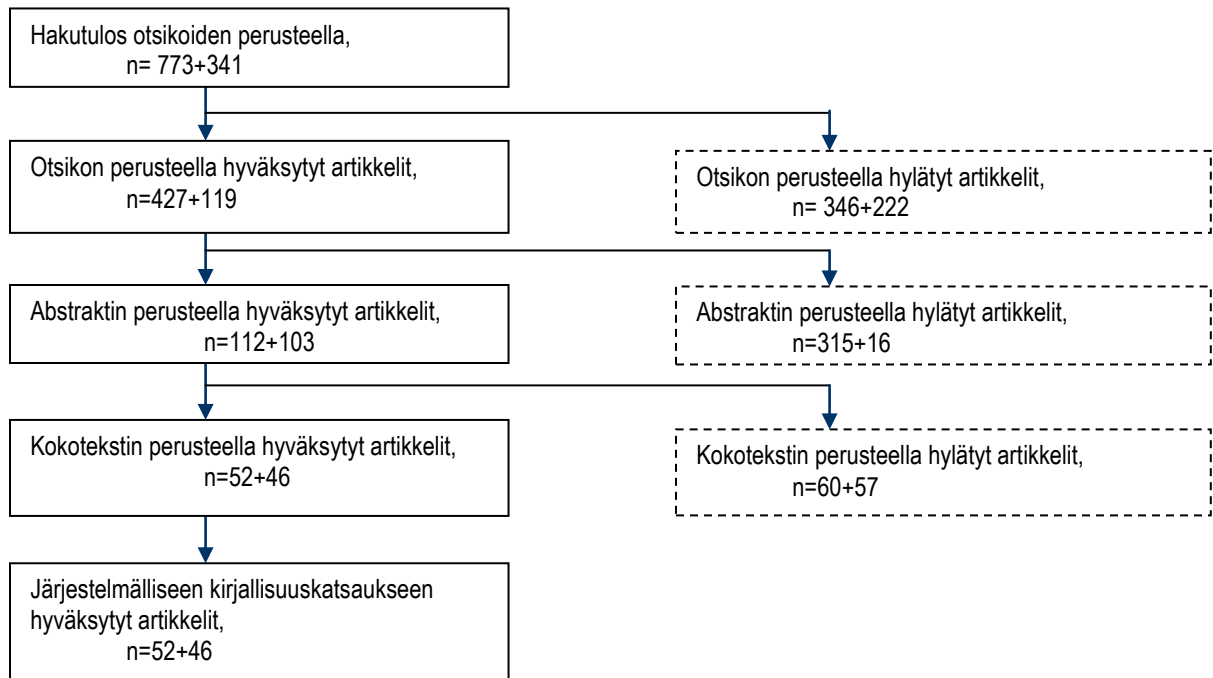 Hakutulos otsikoiden perusteella,
n= 773+341
Otsikon perusteella hyväksytyt artikkelit,
n=427+119
Otsikon perusteella hylätyt artikkelit,
n= 346+222
Abstraktin perusteella hyväksytyt artikkelit,
n=112+103
Abstraktin perusteella hylätyt artikkelit,
n=315+16
Kokotekstin perusteella hyväksytyt artikkelit,
n=52+46
Kokotekstin perusteella hylätyt artikkelit,
n=60+57
Järjestelmälliseen kirjallisuuskatsaukseen
hyväksytyt artikkelit,
n=52+46